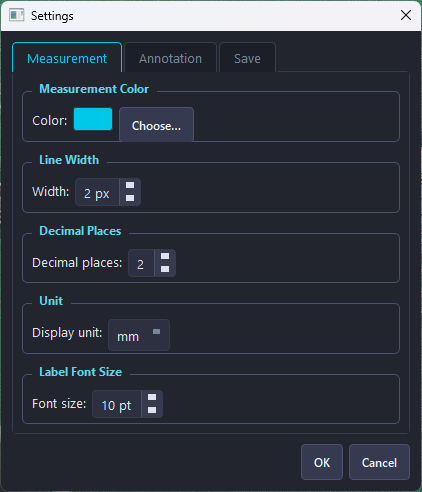 Settings
Measurement Annotation Save
Measurement Color
Color: Choose...
Line Width
Width: 2 px
Decimal Places
Decimal places: 2
Unit
Display unit: mm
Label Font Size
Font size: 10 pt
OK Cancel